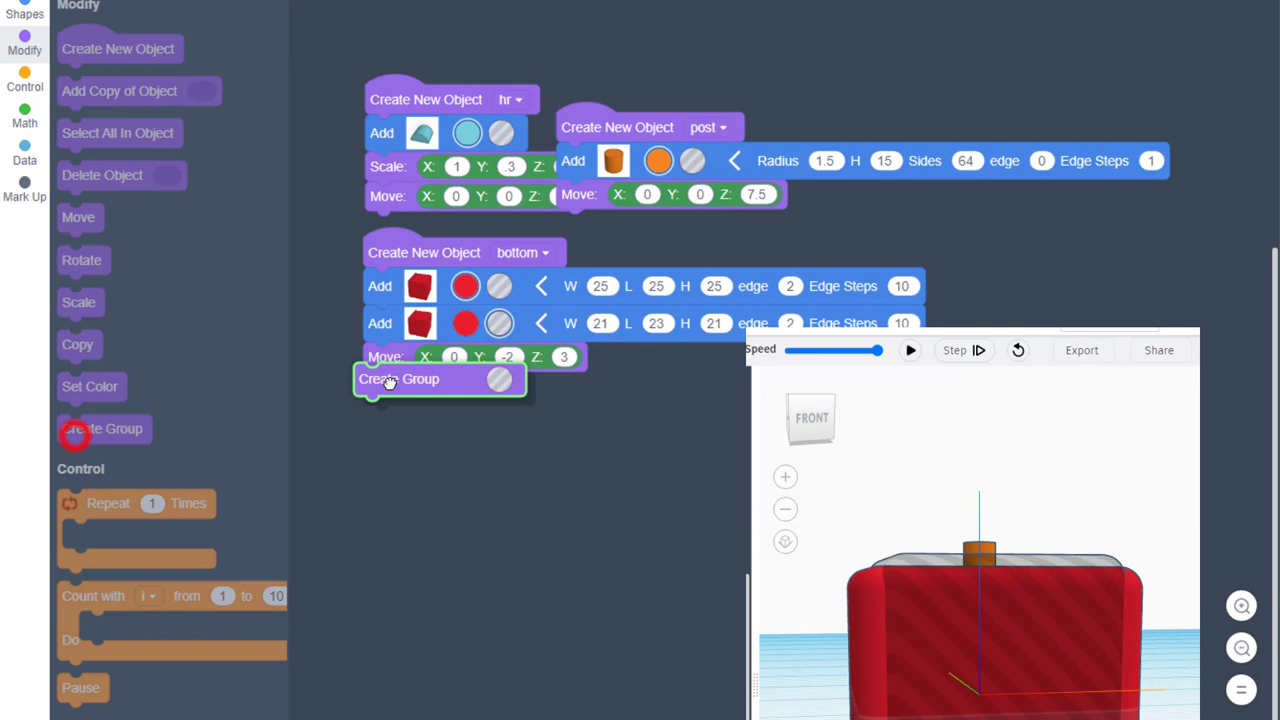 Shapes
Modify
Control
Math
Data
Mark Up
Modify
Create New Object
Add Copy of Object
Select All In Object
Delete Object
Move
Rotate
Scale
Copy
Set Color
Create Group
Control
Repeat 1 Times
Count with i from 1 to 10
Do
Pause
Create New Object hr
Add
Scale: X: 1 Y: .3 Z:
Move: X: 0 Y: 0 Z:
Create New Object post
Add Radius 1.5 H 15 Sides 64 edge 0 Edge Steps 1
Move: X: 0 Y: 0 Z: 7.5
Create New Object bottom
Add W 25 L 25 H 25 edge 2 Edge Steps 10
Add W 21 L 23 H 21 edge 2 Edge Steps 10
Move: X: 0 Y: -2 Z: 3
Create Group
Speed Step Export Share
FRONT